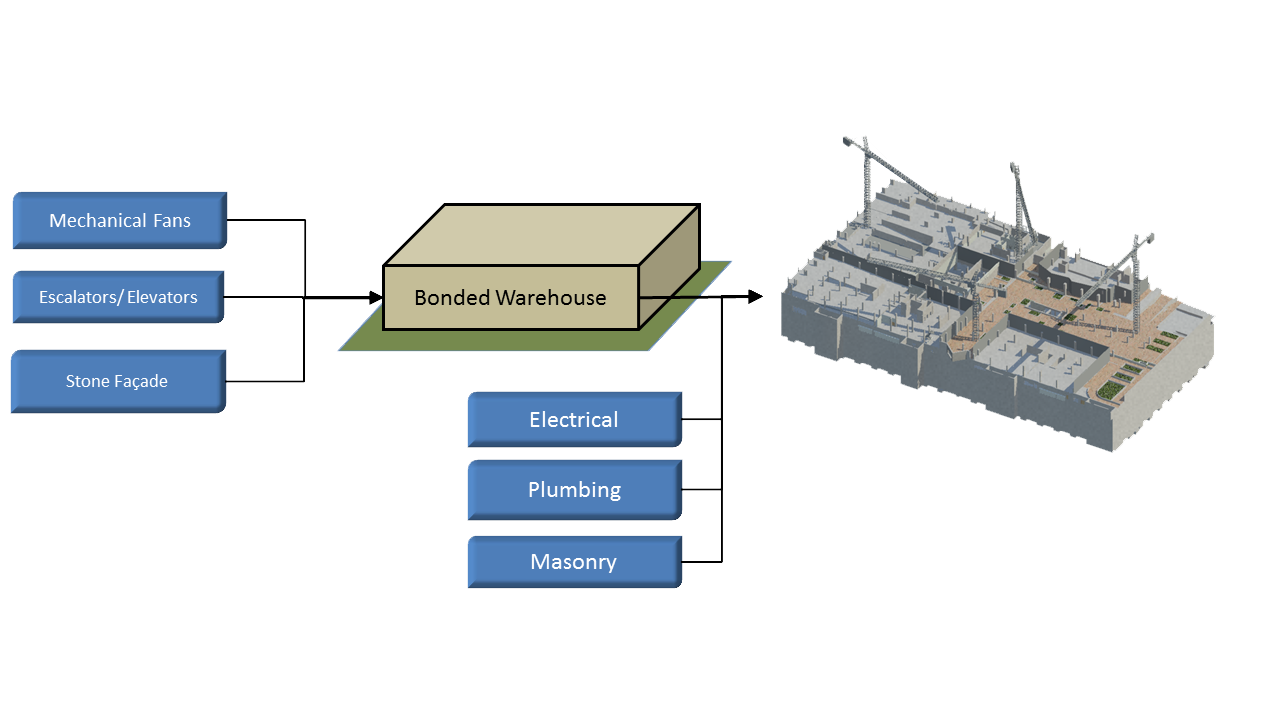 Mechanical Fans
Escalators/ Elevators
Stone Façade
Bonded Warehouse
Electrical
Plumbing
Masonry